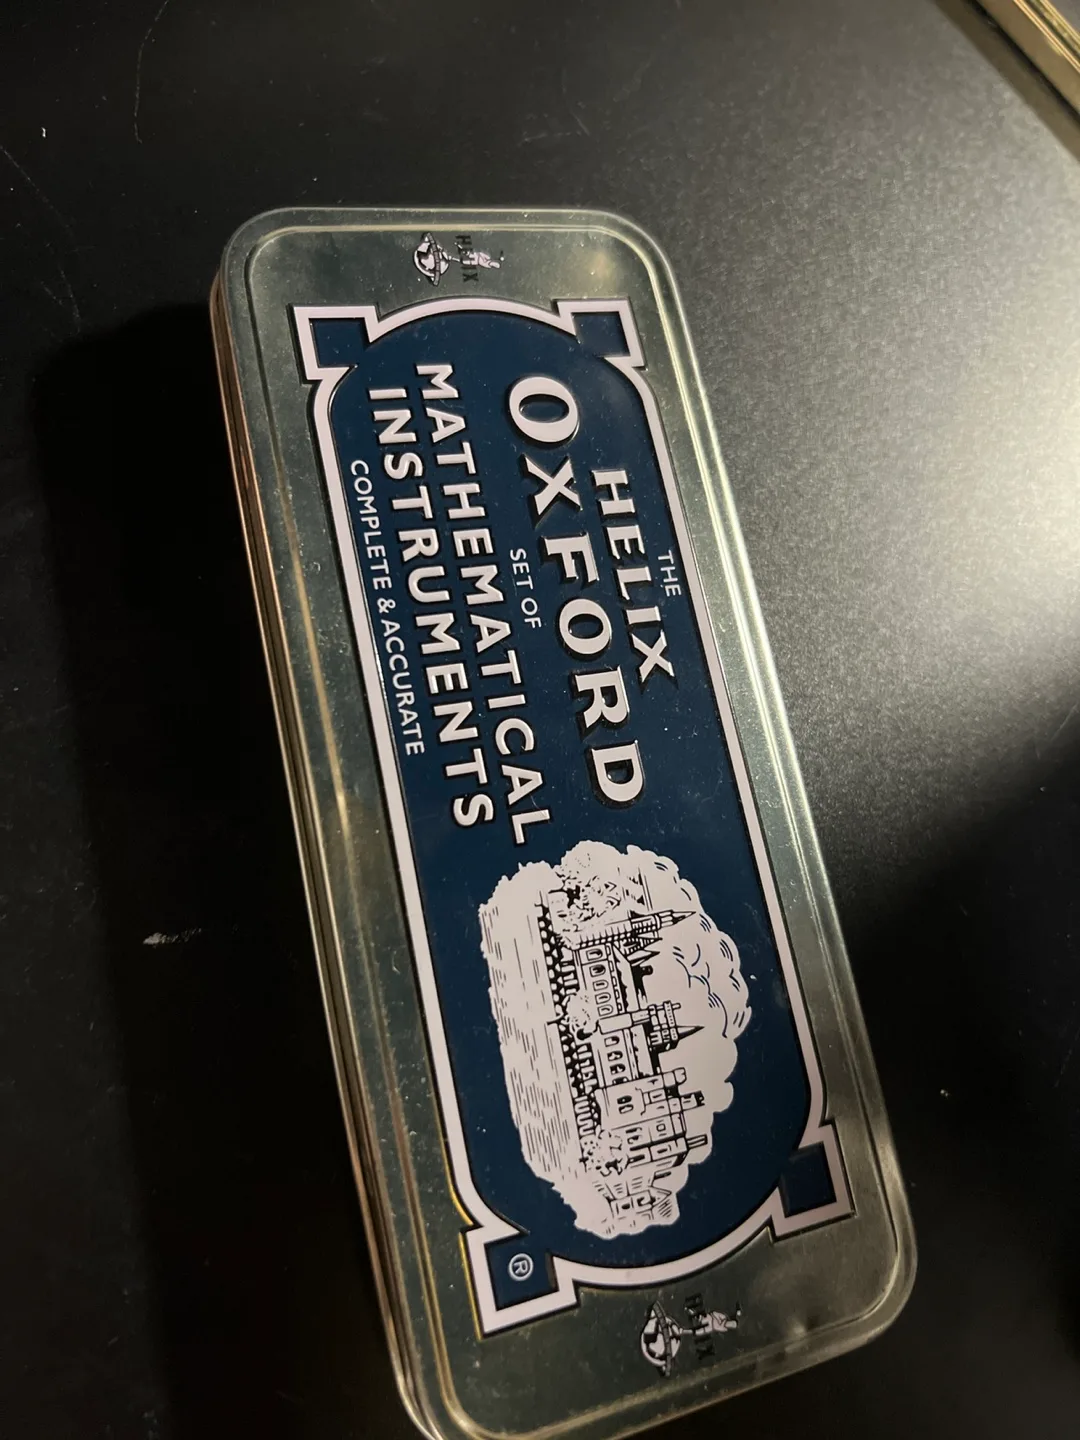 HELIX
THE
HELIX
OXFORD
SET OF
MATHEMATICAL
INSTRUMENTS
COMPLETE & ACCURATE
®
HELIX